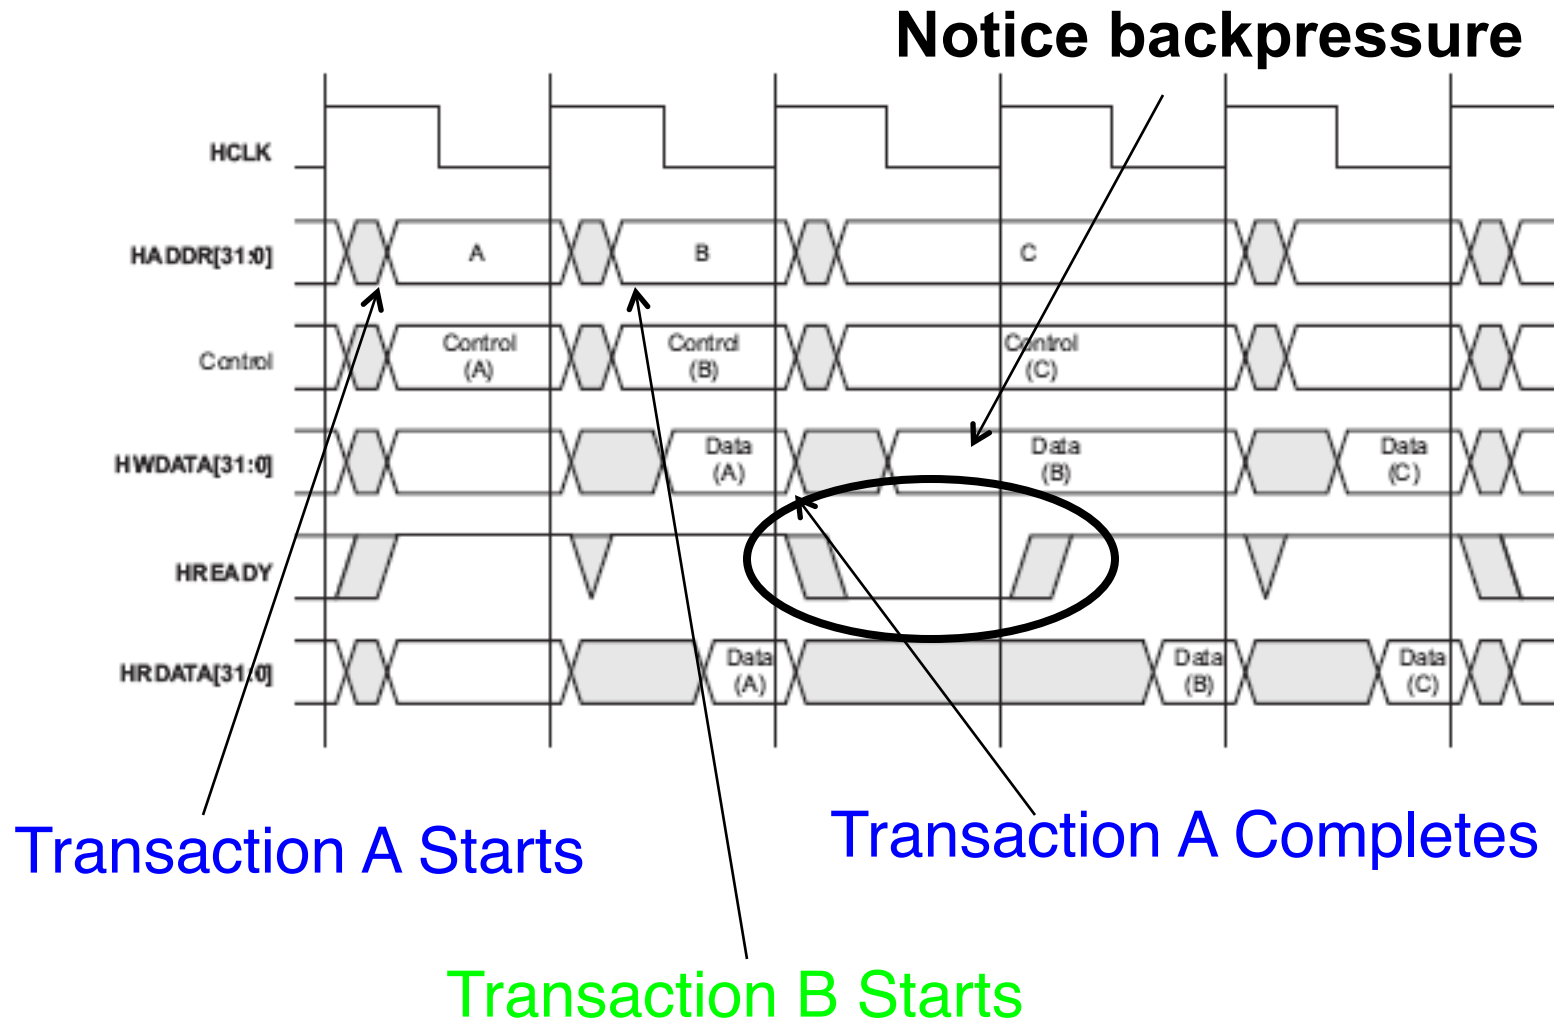 Notice backpressure
HCLK
HADDR[31:0]
A
B
C
Control
Control
(A)
Control
(B)
Control
(C)
HWDATA[31:0]
Data
(A)
Data
(B)
Data
(C)
HREADY
HRDATA[31:0]
Data
(A)
Data
(B)
Data
(C)
Transaction A Starts
Transaction A Completes
Transaction B Starts